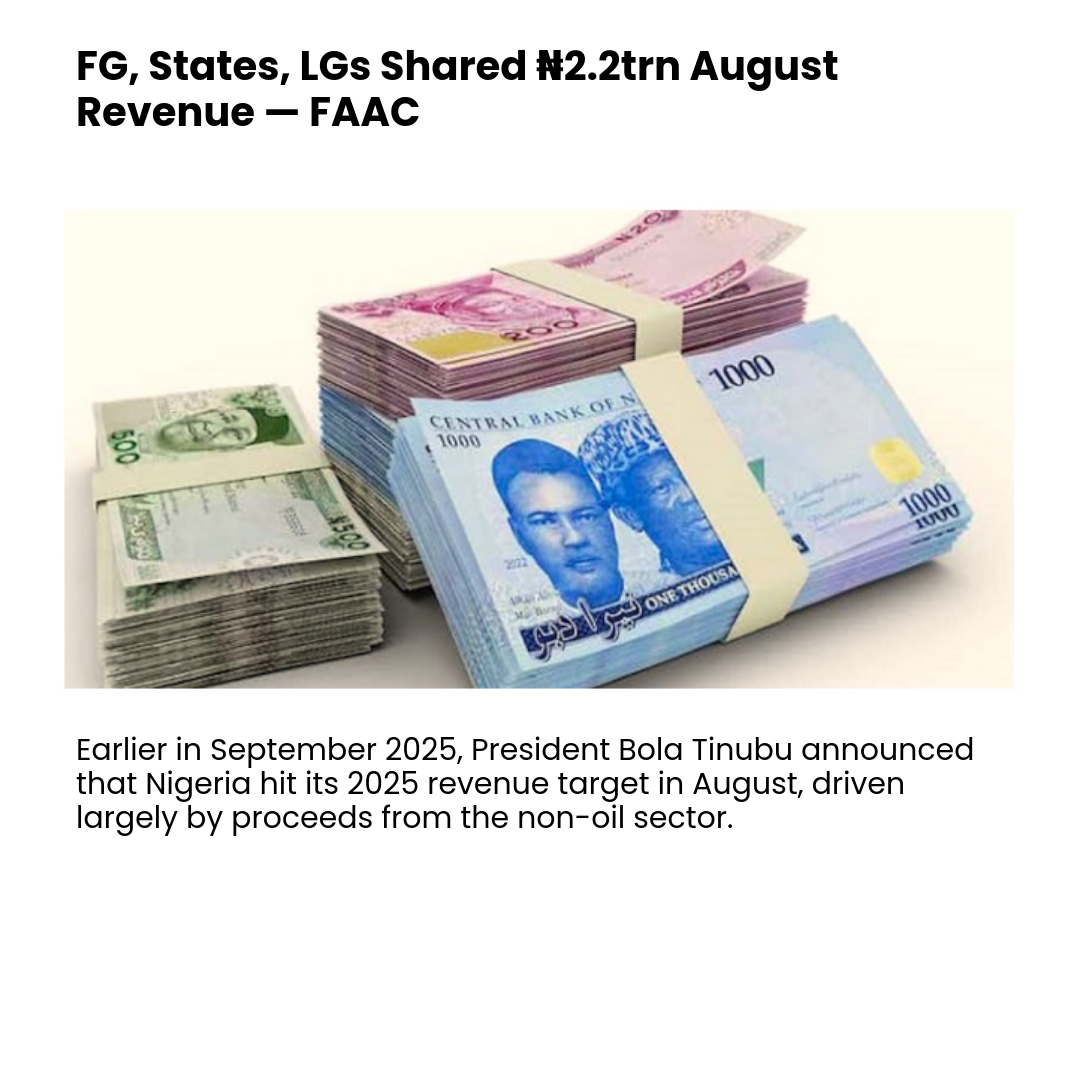 FG, States, LGs Shared ₦2.2trn August
Revenue — FAAC
N20
200
1000
CENTRAL BANK OF N
1000
500
1000
1000
₦500
2022
ONE THOUSA
Earlier in September 2025, President Bola Tinubu announced
that Nigeria hit its 2025 revenue target in August, driven
largely by proceeds from the non-oil sector.